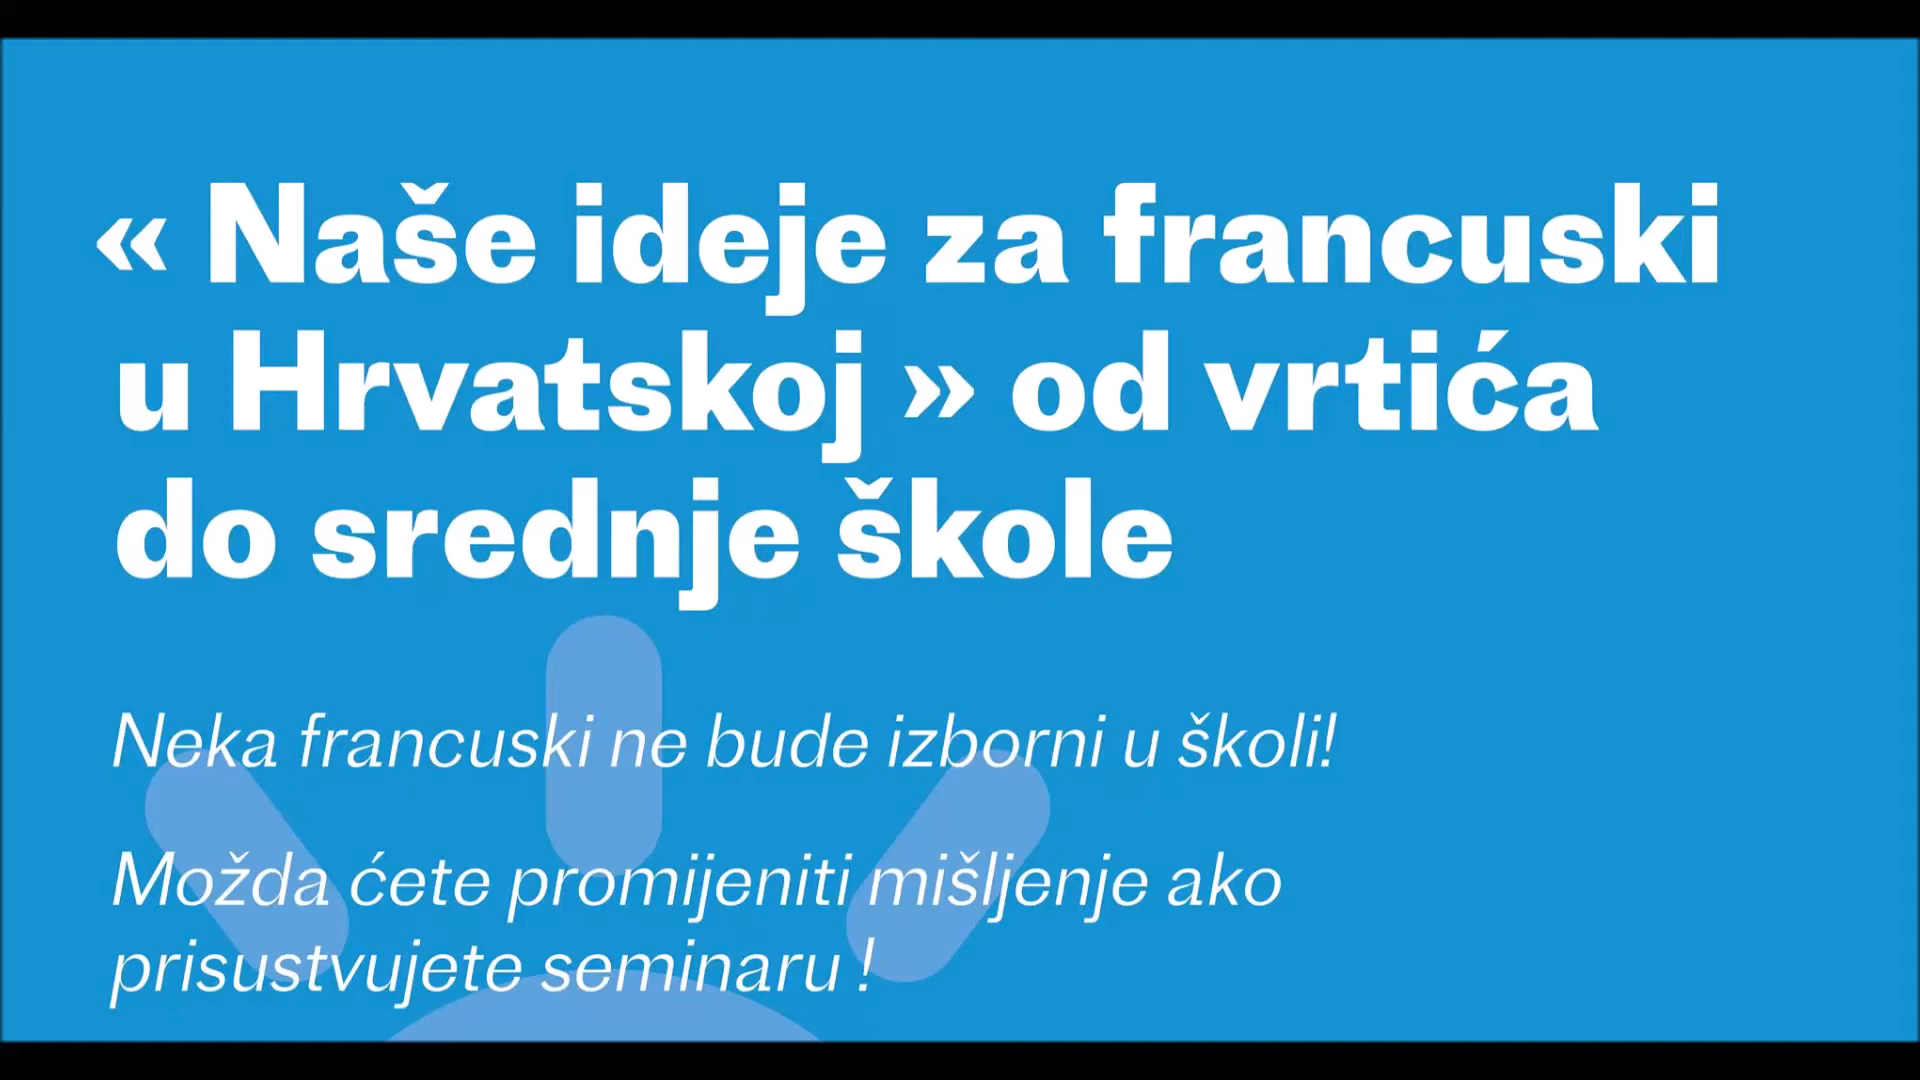 « Naše ideje za francuski
u Hrvatskoj » od vrtića
do srednje škole
Neka francuski ne bude izborni u školi!
Možda ćete promijeniti mišljenje ako
prisustvujete seminaru !